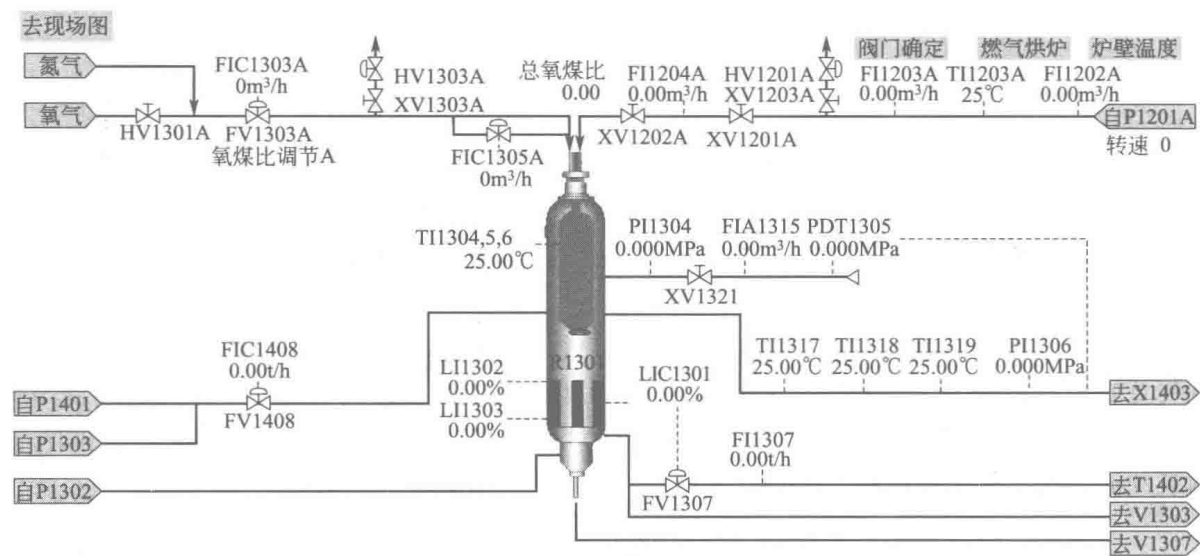 去现场图
氮气
氧气
HV1301A
FIC1303A
0m³/h
FV1303A
氧煤比调节A
HV1303A
XV1303A
FIC1305A
0m³/h
总氧煤比
0.00
FI1204A
0.00m³/h
XV1202A
HV1201A
XV1203A
XV1201A
阀门确定
燃气烘炉
炉壁温度
FI1203A
0.00m³/h
TI1203A
25℃
FI1202A
0.00m³/h
自P1201A
转速 0
TI1304,5,6
25.00℃
PI1304
0.000MPa
FIA1315
0.00m³/h
PDT1305
0.000MPa
XV1321
FIC1408
0.00t/h
FV1408
自P1401
自P1303
自P1302
LI1302
0.00%
LI1303
0.00%
R1301
LIC1301
0.00%
TI1317
25.00℃
TI1318
25.00℃
TI1319
25.00℃
PI1306
0.000MPa
去X1403
FI1307
0.00t/h
FV1307
去T1402
去V1303
去V1307